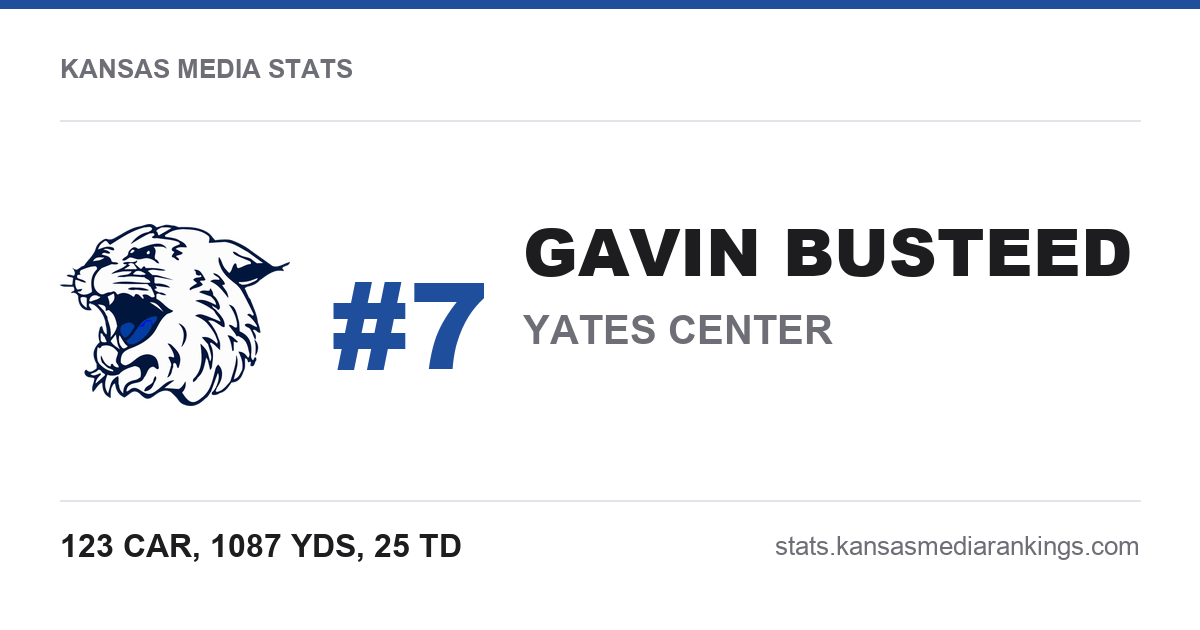 KANSAS MEDIA STATS
#7
GAVIN BUSTEED
YATES CENTER
123 CAR, 1087 YDS, 25 TD
stats.kansasmediarankings.com